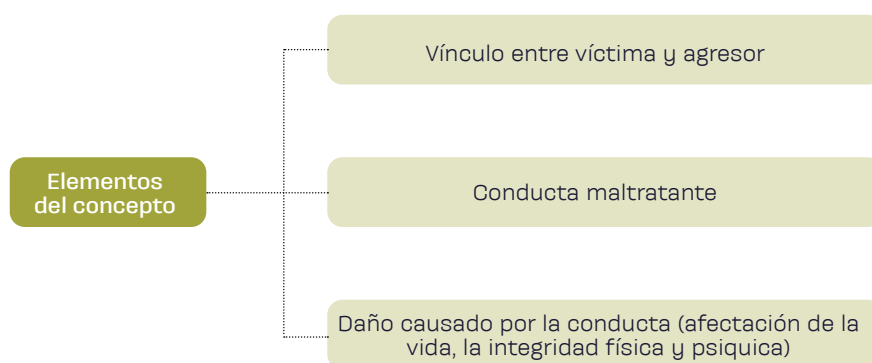 Vínculo entre víctima y agresor
Elementos
del concepto
Conducta maltratante
Daño causado por la conducta (afectación de la
vida, la integridad física y psiquica)